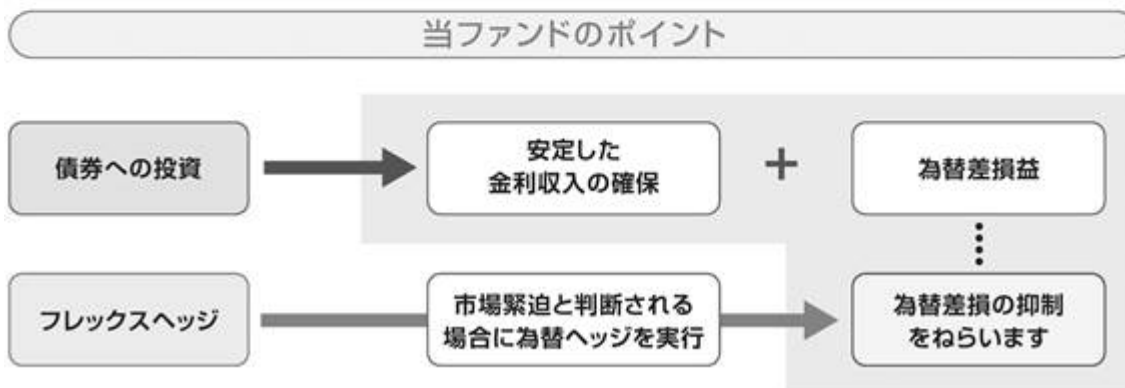 当ファンドのポイント
債券への投資
安定した
金利収入の確保
+
為替差損益
フレックスヘッジ
市場緊迫と判断される
場合に為替ヘッジを実行
為替差損の抑制
をねらいます